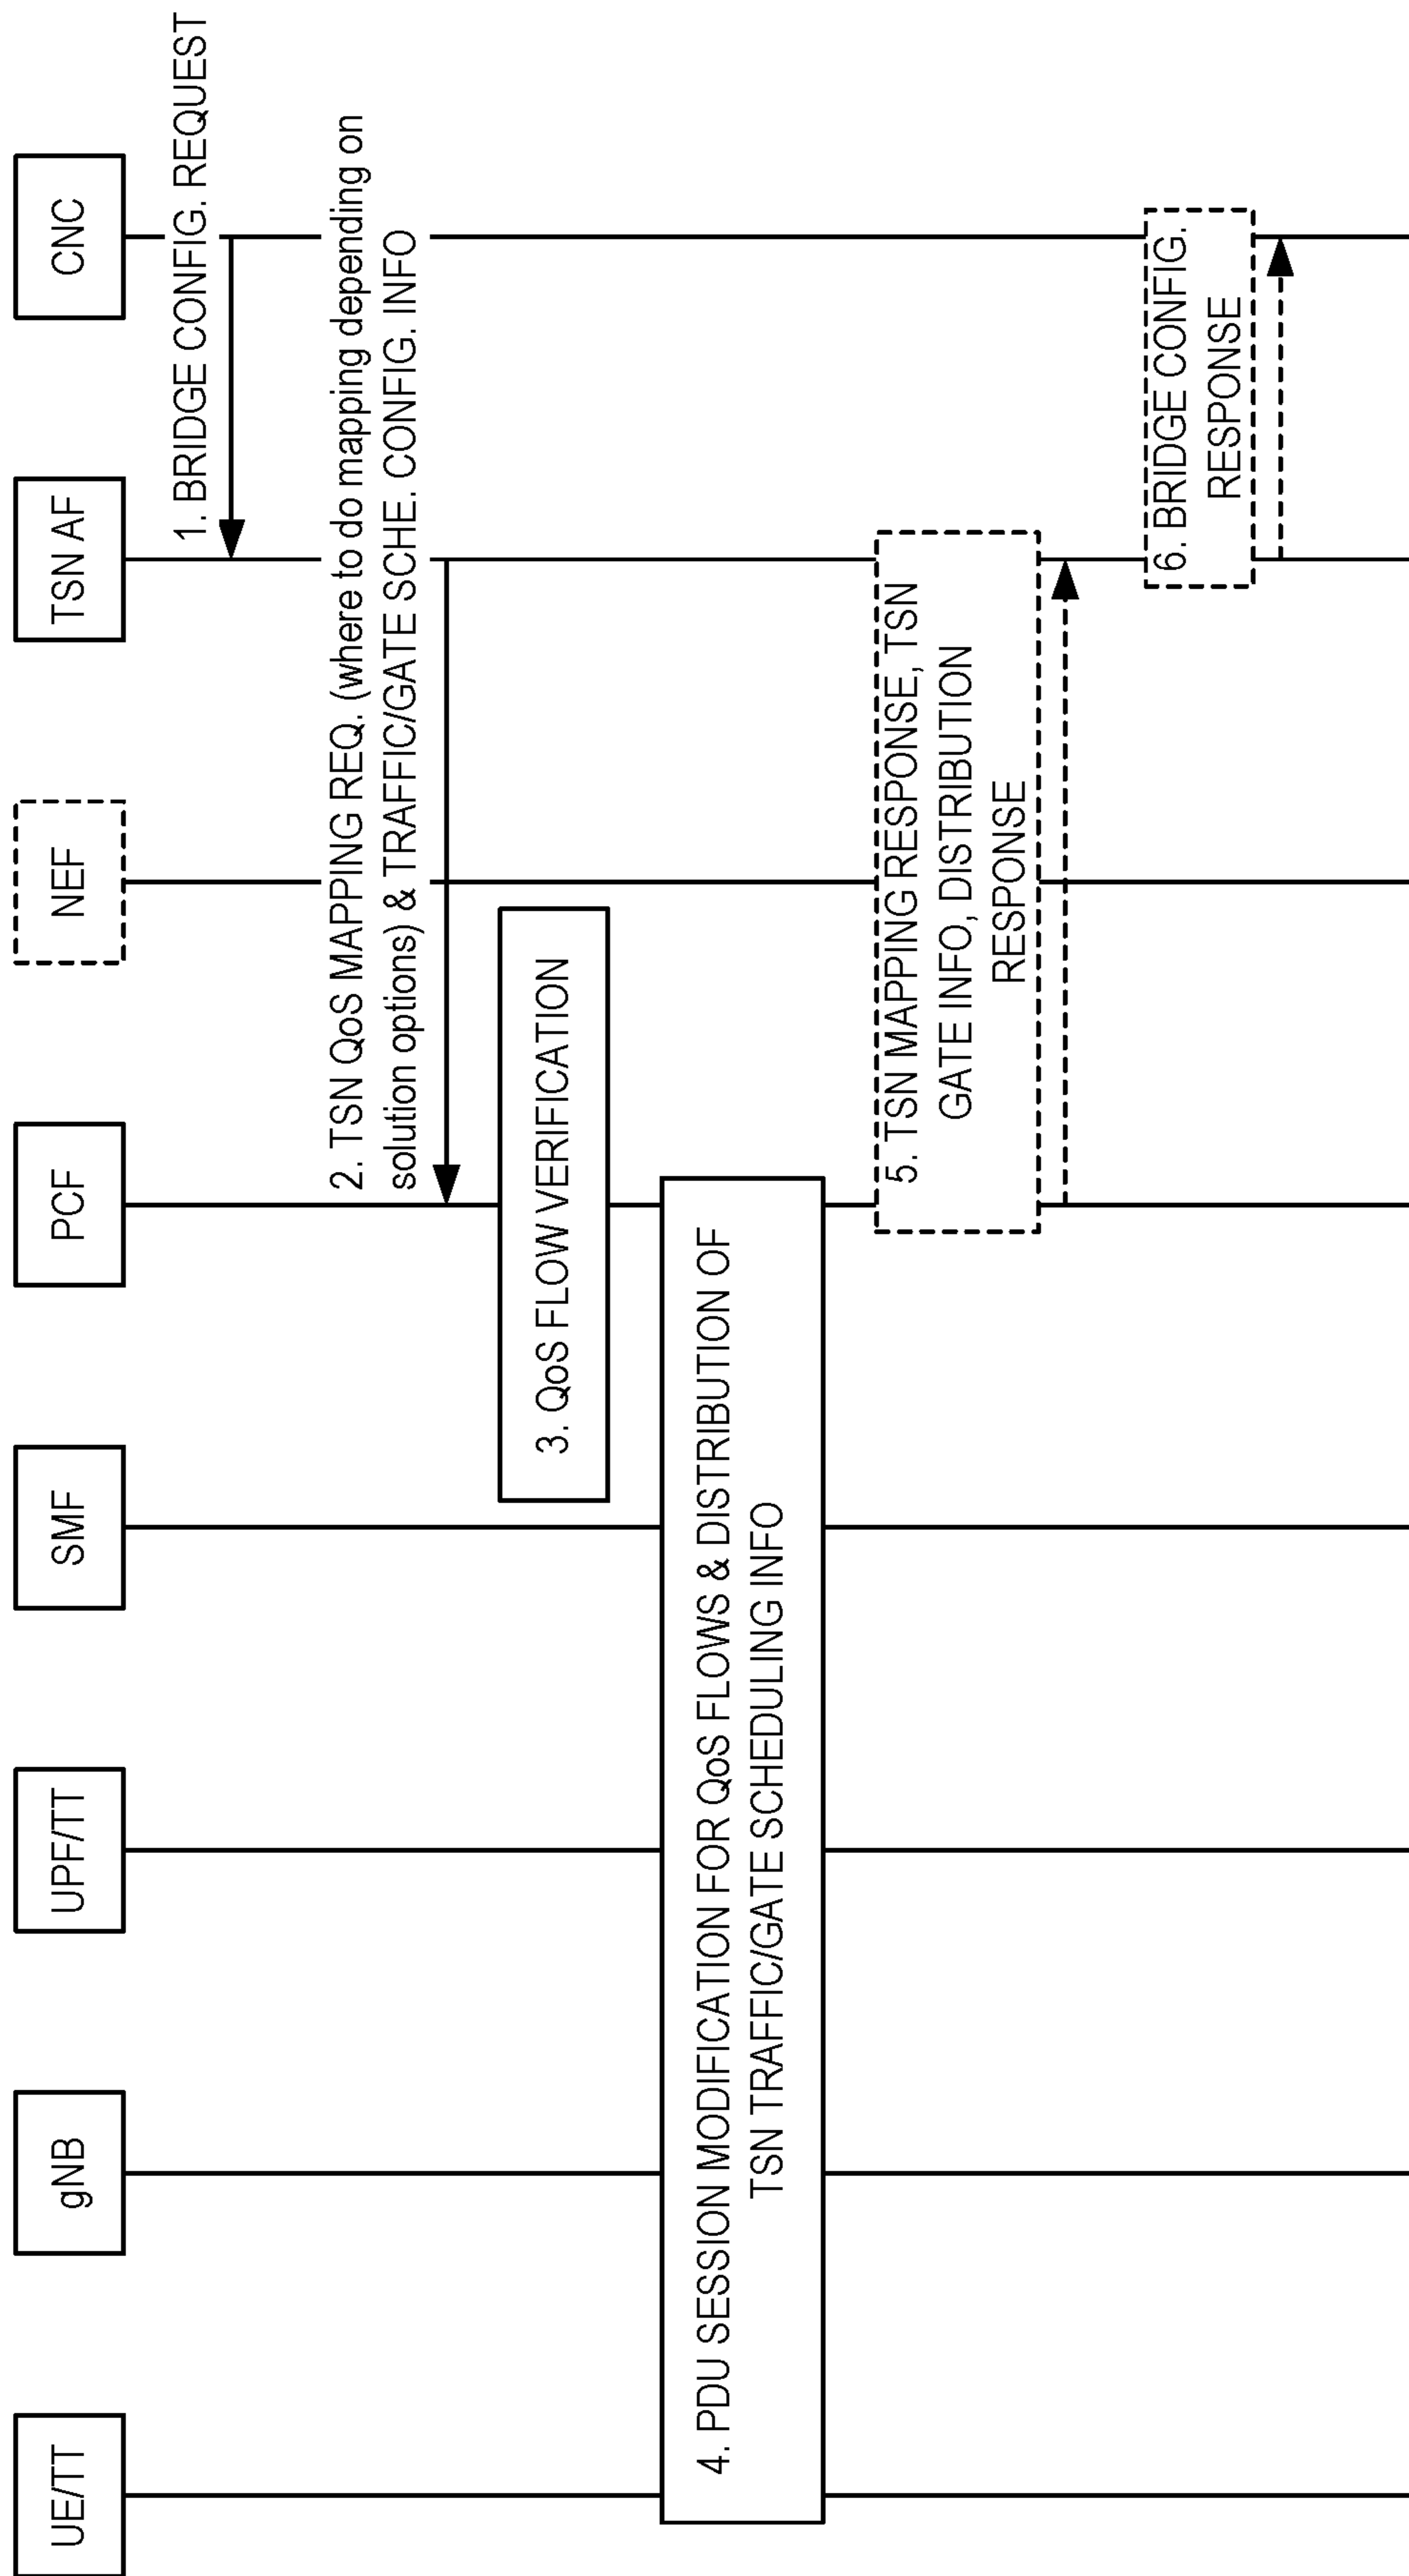 UE/TT
gNB
UPF/TT
SMF
PCF
NEF
TSN AF
CNC
1. BRIDGE CONFIG. REQUEST
2. TSN QoS MAPPING REQ. (where to do mapping depending on
solution options) & TRAFFIC/GATE SCHE. CONFIG. INFO
3. QoS FLOW VERIFICATION
4. PDU SESSION MODIFICATION FOR QoS FLOWS & DISTRIBUTION OF
TSN TRAFFIC/GATE SCHEDULING INFO
5. TSN MAPPING RESPONSE, TSN
GATE INFO, DISTRIBUTION
RESPONSE
6. BRIDGE CONFIG.
RESPONSE